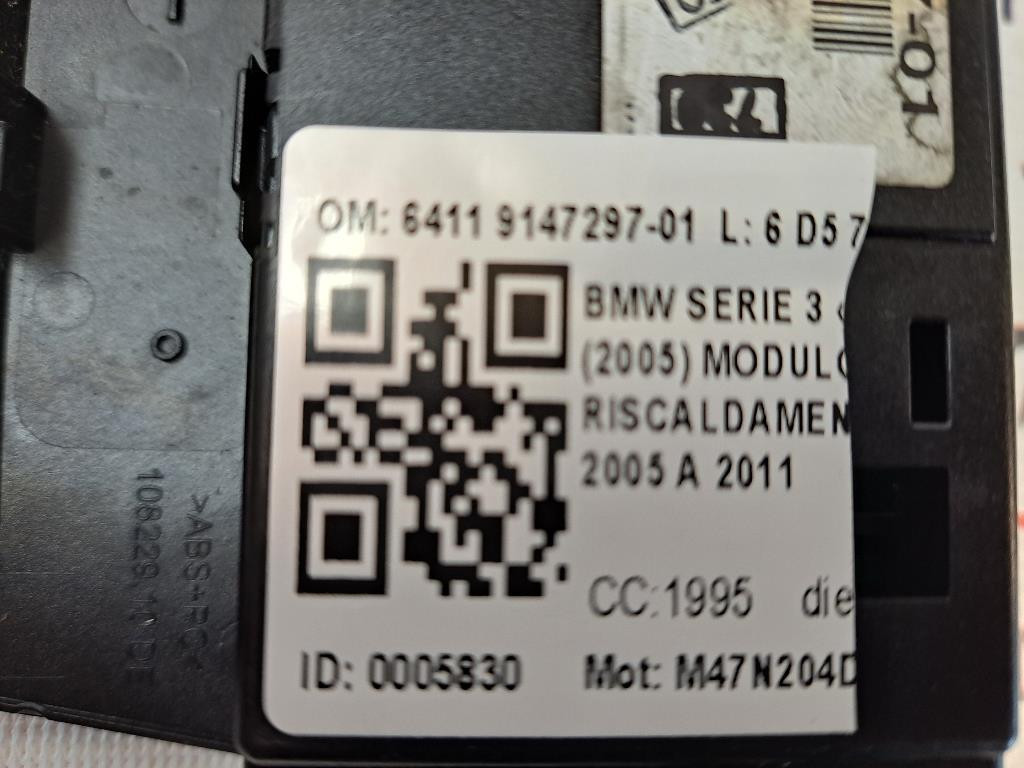 -01
OM: 6411 9147297-01 L: 6 D5 7
BMW SERIE 3
(2005) MODULO
RISCALDAMEN
2005 A 2011
CC:1995 die
ID: 0005830 Mot: M47N204D
>ABS+PC<